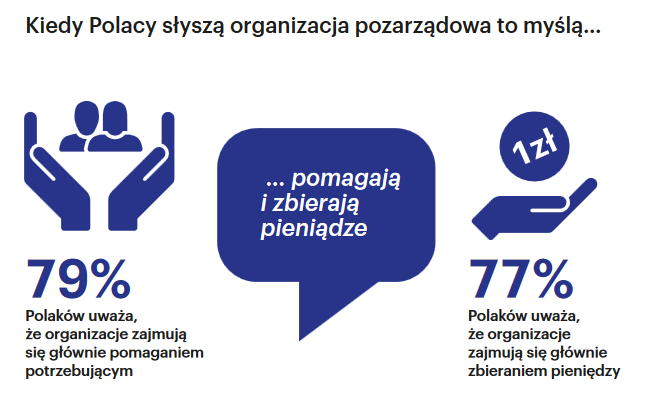 Kiedy Polacy słyszą organizacja pozarządowa to myślą...
1zł
... pomagają
i zbierają
pieniądze
79%
Polaków uważa,
że organizacje zajmują
się głównie pomaganiem
potrzebującym
77%
Polaków uważa,
że organizacje
zajmują się głównie
zbieraniem pieniędzy